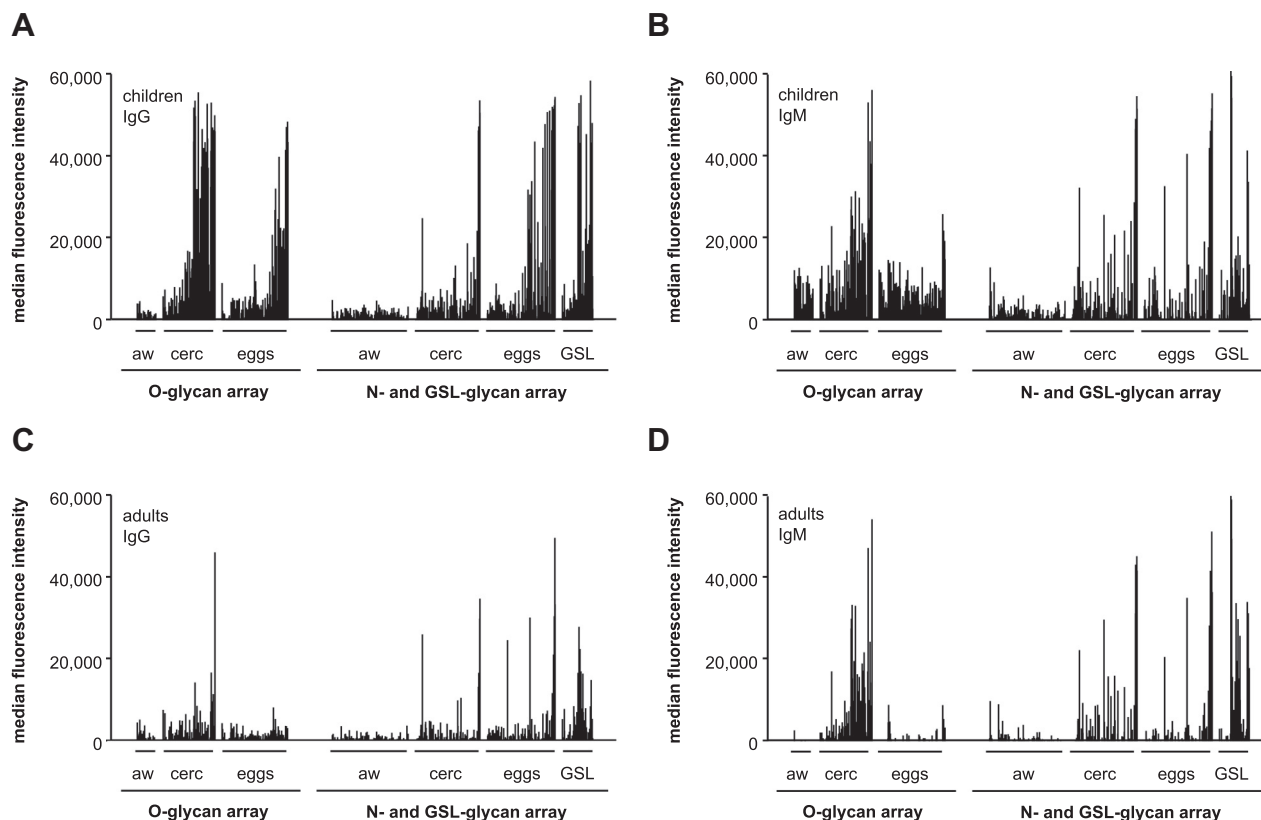 A
median fluorescence intensity
60,000
40,000
20,000
0
children
IgG
aw cerc eggs aw cerc eggs GSL
O-glycan array N- and GSL-glycan array
B
median fluorescence intensity
60,000
40,000
20,000
0
children
IgM
aw cerc eggs aw cerc eggs GSL
O-glycan array N- and GSL-glycan array
C
median fluorescence intensity
60,000
40,000
20,000
0
adults
IgG
aw cerc eggs aw cerc eggs GSL
O-glycan array N- and GSL-glycan array
D
median fluorescence intensity
60,000
40,000
20,000
0
adults
IgM
aw cerc eggs aw cerc eggs GSL
O-glycan array N- and GSL-glycan array